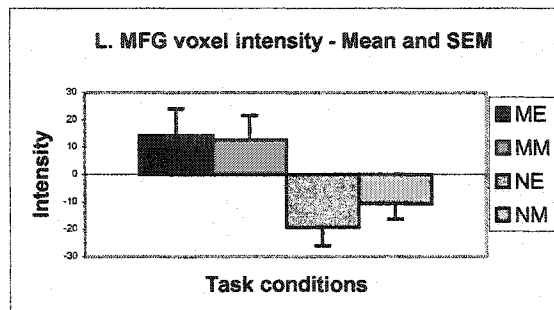 L. MFG voxel intensity - Mean and SEM
Intensity
30
20
10
0
-10
-20
-30
ME
MM
NE
NM
Task conditions